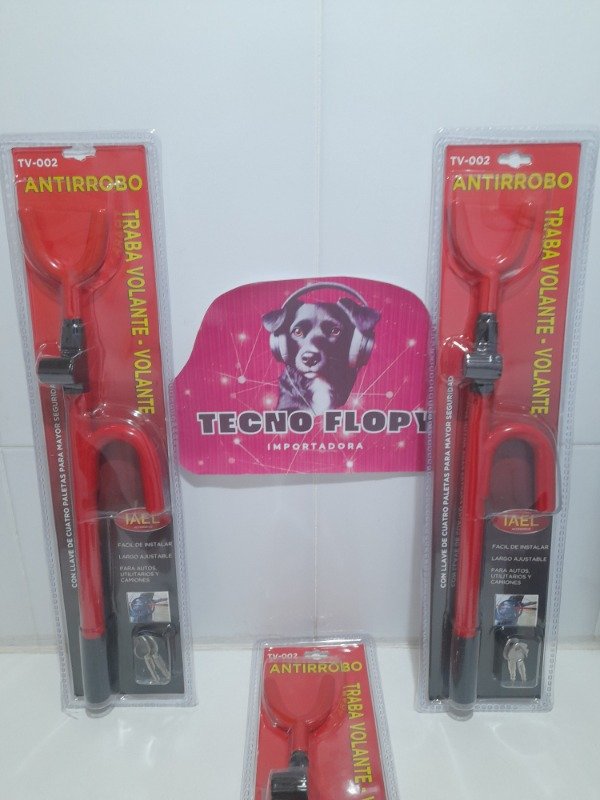 TV-002
ANTIRROBO
TRABA VOLANTE - VOLANTE
CON LLAVE DE CUATRO PALETAS PARA MAYOR SEGURIDAD
IAEL
FACIL DE INSTALAR
LARGO AJUSTABLE
PARA AUTOS,
UTILITARIOS Y
CAMIONES
TECNO FLOPY
IMPORTADORA
TV-002
ANTIRROBO
TRABA VOLANTE - VOLANTE
CON LLAVE DE CUATRO PALETAS PARA MAYOR SEGURIDAD
IAEL
FACIL DE INSTALAR
LARGO AJUSTABLE
PARA AUTOS,
UTILITARIOS Y
CAMIONES
TV-002
ANTIRROBO
TRABA VOLANTE - V